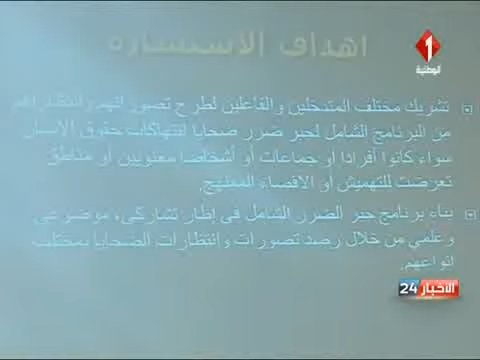 اهداف الاستشارة
1
الوطنية
تشريك مختلف المتدخلين والفاعلين لطرح تصوراتهم وانتظاراتهم
من البرنامج الشامل لجبر ضرر ضحايا انتهاكات حقوق الانسان
سواء كانوا أفرادا او جماعات أو أشخاصا معنويين أو مناطق
تعرضت للتهميش أو الاقصاء الممنهج.
بناء برنامج جبر الضرر الشامل في إطار تشاركي، موضوعي
وعلمي من خلال رصد تصورات وانتظارات الضحايا بمختلف
انواعهم.
الأخبار 24